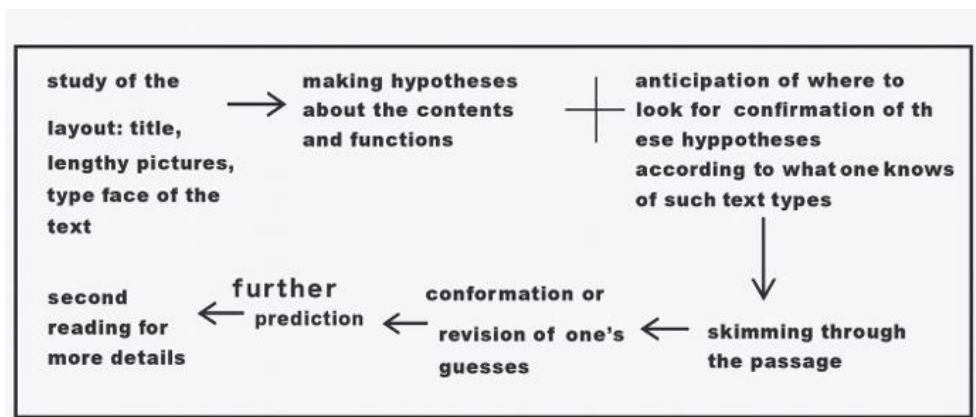 study of the
layout: title,
lengthy pictures,
type face of the
text
making hypotheses
about the contents
and functions
anticipation of where to
look for confirmation of th
ese hyppotheses
according to what one knows
of such text types
skimming through
the passage
conformation or
revision of one's
guesses
further
prediction
second
reading for
more details